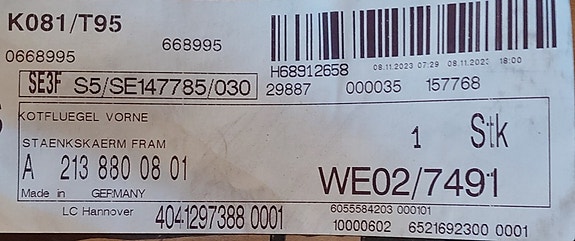 K081/T95
0668995 668995
H68912658 08.11.2023 07:29 08.11.2023 18:00
SE3F S5/SE147785/030 29887 000035 157768
KOTFLUEGEL VORNE
STAENKSKAERM FRAM 1 Stk
A 213 880 08 01 WE02/7491
Made in GERMANY
LC Hannover 4041297388 0001 6055584203 000101
10000602 6521692300 0001